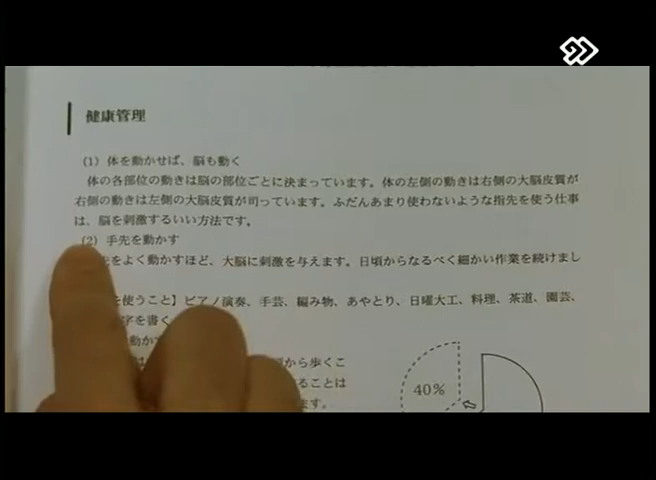 健康管理
(1) 体を動かせば、脳も動く
体の各部位の動きは脳の部位ごとに決まっています。体の左側の動きは右側の大脳皮質が
右側の動きは左側の大脳皮質が司っています。ふだんあまり使わないような指先を使う仕事
は、脳を刺激するいい方法です。
(2) 手先を動かす
をよく動かすほど、大脳に刺激を与えます。日頃からなるべく細かい作業を続けまし
を使うこと】ピアノ演奏、手芸、編み物、あやとり、日曜大工、料理、茶道、園芸、
字を書く
動か
から歩くこ
ることは
ます。
40%